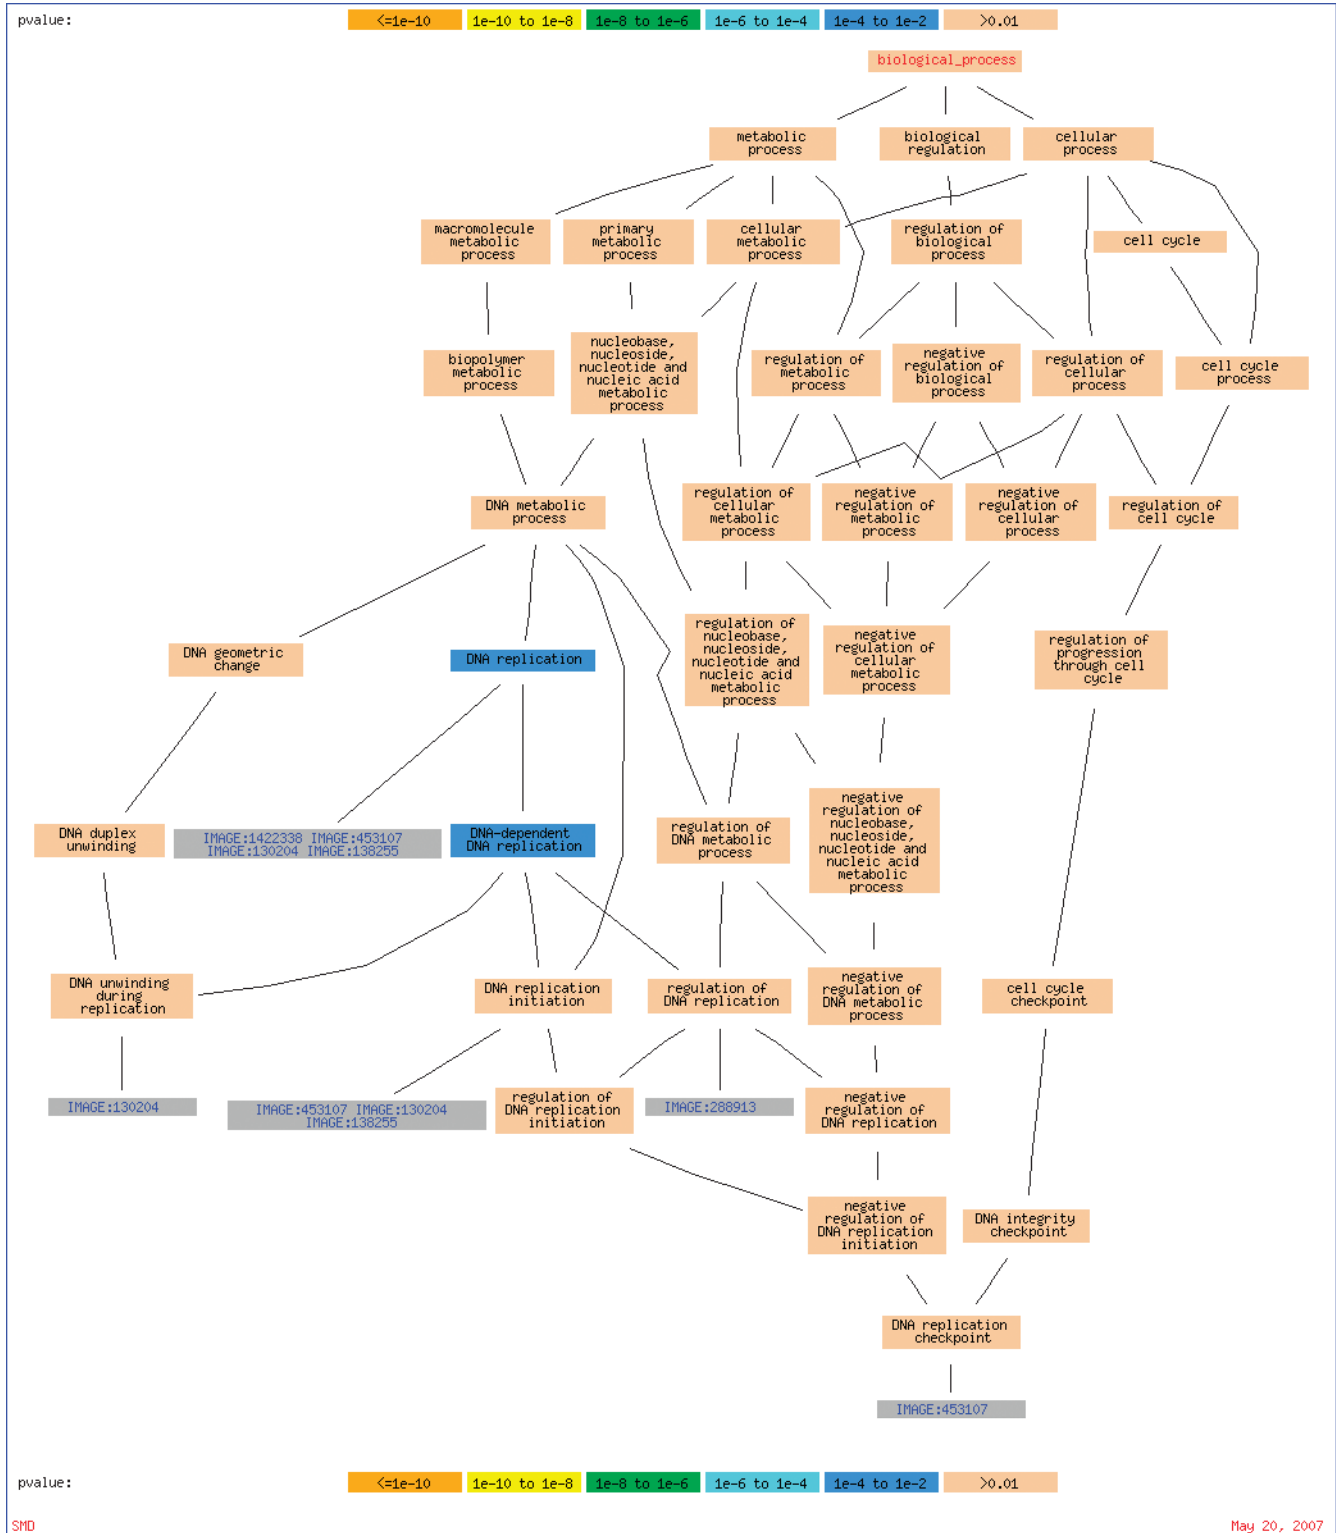 pvalue:
<=1e-10
1e-10 to 1e-8
1e-8 to 1e-6
1e-6 to 1e-4
1e-4 to 1e-2
>0.01
biological_process
metabolic
process
biological
regulation
cellular
process
macromolecule
metabolic
process
primary
metabolic
process
cellular
metabolic
process
regulation of
biological
process
cell cycle
biopolymer
metabolic
process
nucleobase,
nucleoside,
nucleotide and
nucleic acid
metabolic
process
regulation of
metabolic
process
negative
regulation of
biological
process
regulation of
cellular
process
cell cycle
process
DNA metabolic
process
regulation of
cellular
metabolic
process
negative
regulation of
metabolic
process
negative
regulation of
cellular
process
regulation of
cell cycle
DNA geometric
change
DNA replication
regulation of
nucleobase,
nucleoside,
nucleotide and
nucleic acid
metabolic
process
negative
regulation of
cellular
metabolic
process
regulation of
progression
through cell
cycle
DNA duplex
unwinding
IMAGE:1422338 IMAGE:453107
IMAGE:130204 IMAGE:138255
DNA-dependent
DNA replication
regulation of
DNA metabolic
process
negative
regulation of
nucleobase,
nucleoside,
nucleotide and
nucleic acid
metabolic
process
DNA unwinding
during
replication
DNA replication
initiation
regulation of
DNA replication
negative
regulation of
DNA metabolic
process
cell cycle
checkpoint
IMAGE:130204
IMAGE:453107 IMAGE:130204
IMAGE:138255
regulation of
DNA replication
initiation
IMAGE:288913
negative
regulation of
DNA replication
negative
regulation of
DNA replication
initiation
DNA integrity
checkpoint
DNA replication
checkpoint
IMAGE:453107
pvalue:
<=1e-10
1e-10 to 1e-8
1e-8 to 1e-6
1e-6 to 1e-4
1e-4 to 1e-2
>0.01
SMD
May 20, 2007